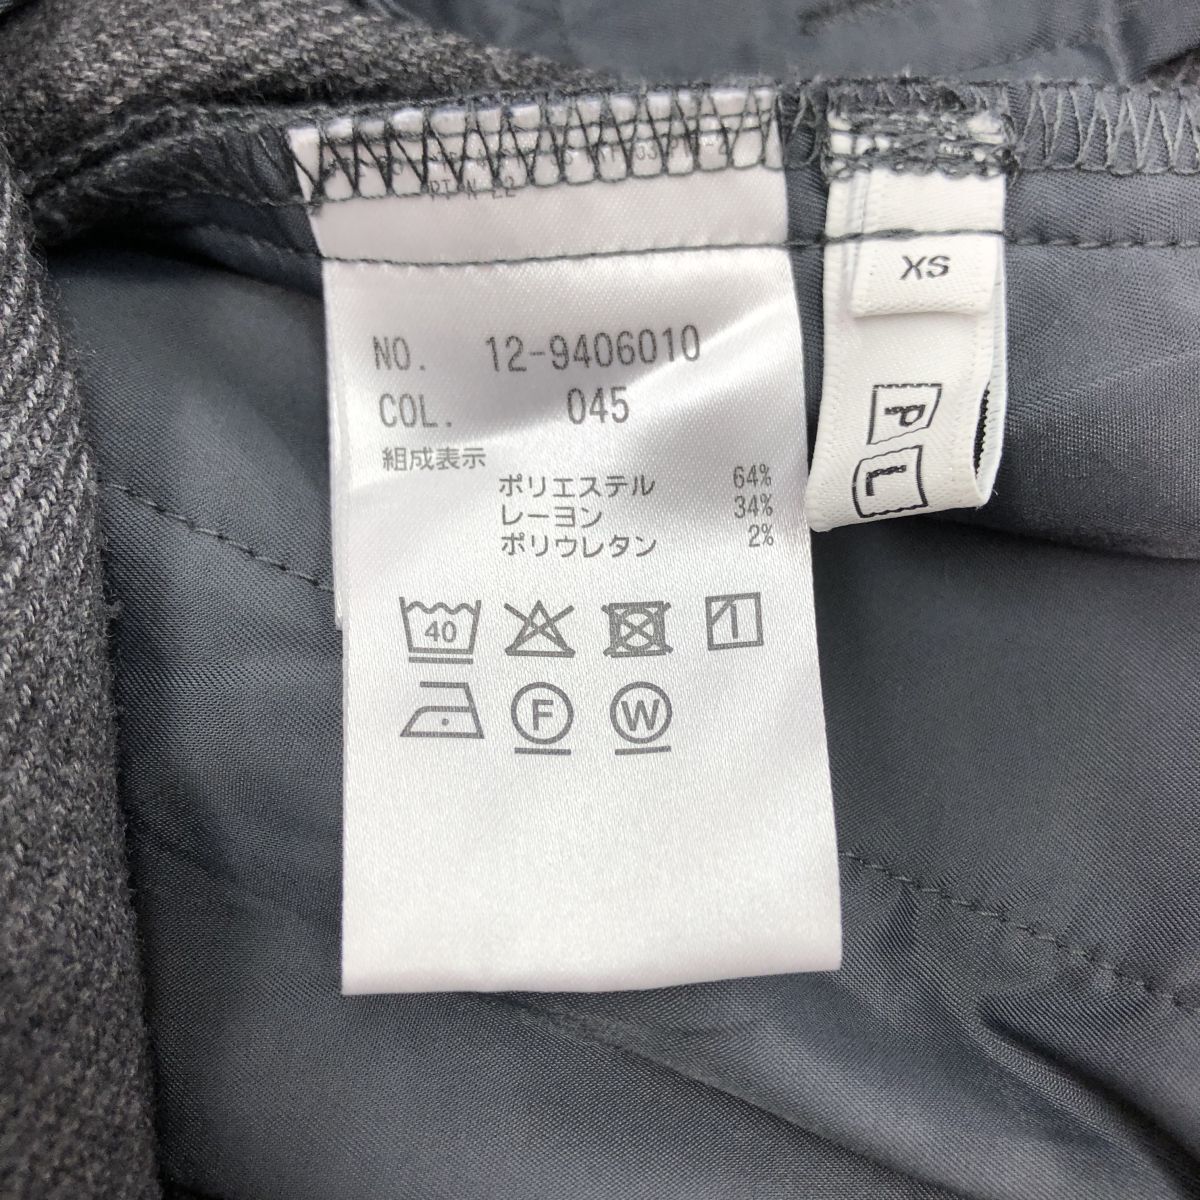 NO. 12-9406010
COL. 045
組成表示
ポリエステル 64%
レーヨン 34%
ポリウレタン 2%
40
F
W
XS
P
L